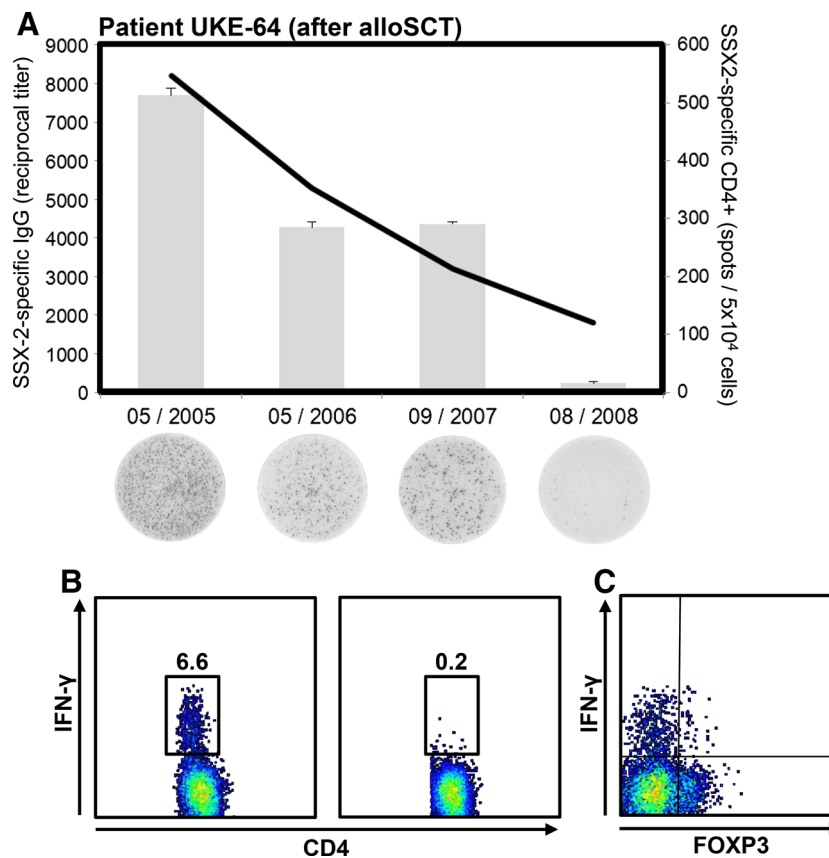 A
Patient UKE-64 (after alloSCT)
SSX-2-specific IgG (reciprocal titer)
9000
8000
7000
6000
5000
4000
3000
2000
1000
0
600
500
400
300
200
100
0
SSX2-specific CD4+ (spots / 5x10⁴ cells)
05 / 2005 05 / 2006 09 / 2007 08 / 2008
B
IFN-γ
6.6
0.2
CD4
C
IFN-γ
FOXP3